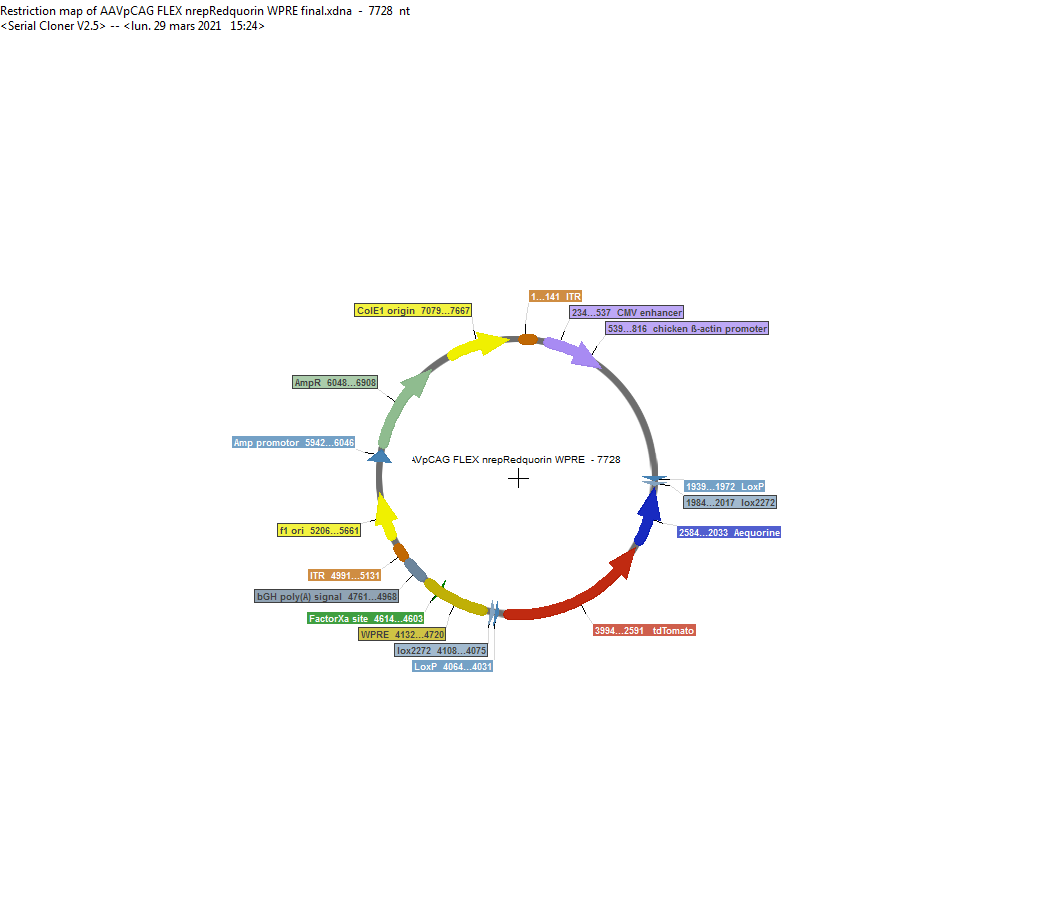 Restriction map of AAVpCAG FLEX nrepRedquorin WPRE final.xdna - 7728 nt
<Serial Cloner V2.5> -- <lun. 29 mars 2021 15:24>
1...141 ITR
ColE1 origin 7079...7667
234...537 CMV enhancer
539...816 chicken ß-actin promoter
AmpR 6048...6908
Amp promotor 5942...6046
AVpCAG FLEX nrepRedquorin WPRE - 7728
1939...1972 LoxP
1984...2017 lox2272
f1 ori 5206...5661
2584...2033 Aequorine
ITR 4991...5131
bGH poly(A) signal 4761...4968
FactorXa site 4614...4603
3994...2591 tdTomato
WPRE 4132...4720
lox2272 4108...4075
LoxP 4064...4031